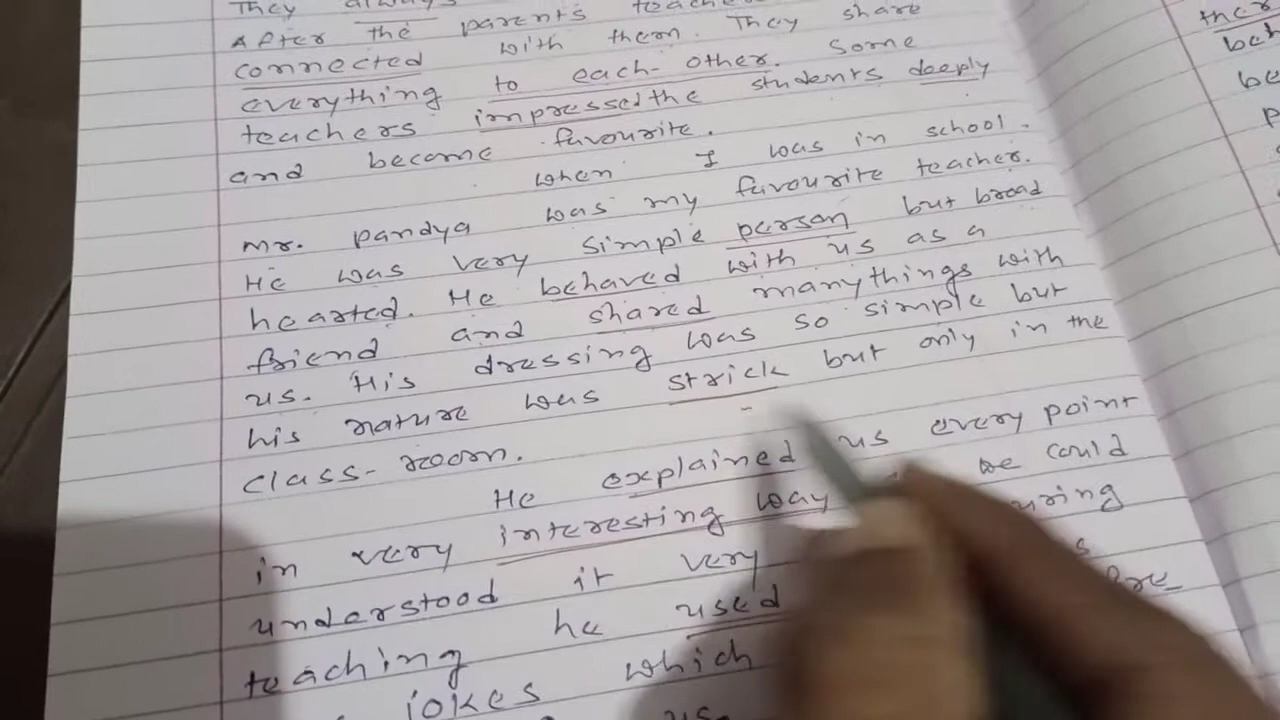 They always
After the parents
connected with them. They share
everything to each-other. Some
teachers impressed the students deeply
and become favourite.
When I was in school.
Mr. pandya was my favourite teacher.
He was very simple person but broad
hearted. He behaved with us as a
friend and shared manythings with
us. His dressing was so simple but
his nature was strick but only in the
class-room.
He explained us every point
in very interesting way we could
understood it very
teaching he used
jokes which
us.